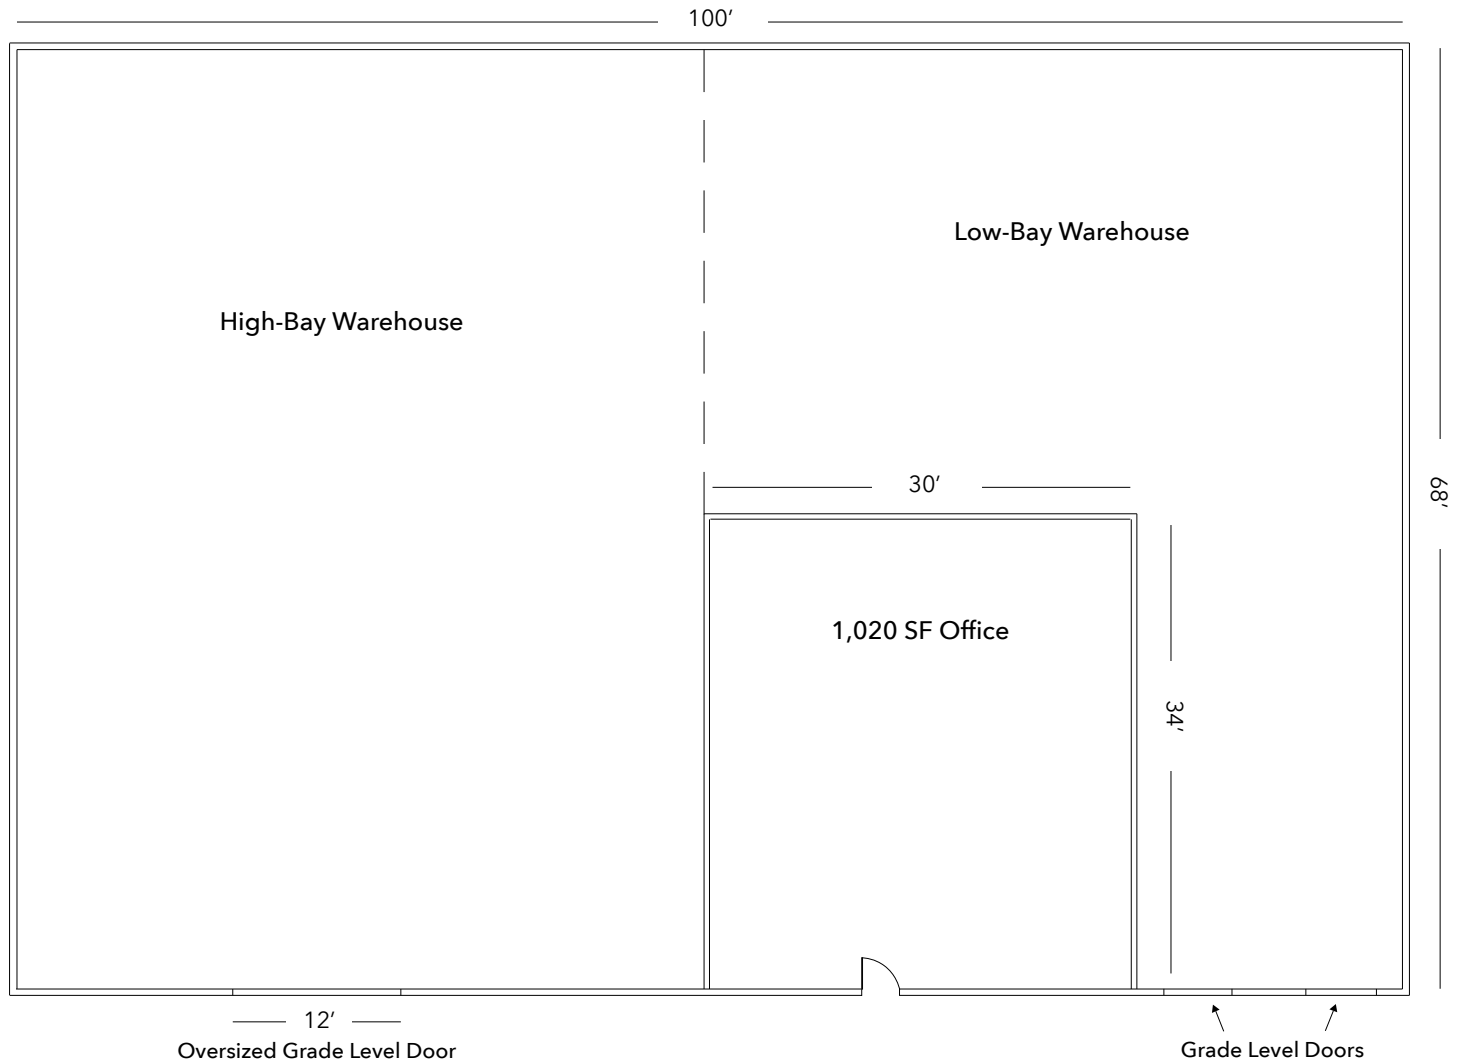 100′
Low-Bay Warehouse
High-Bay Warehouse
30′
68′
1,020 SF Office
34′
12′
Oversized Grade Level Door
Grade Level Doors